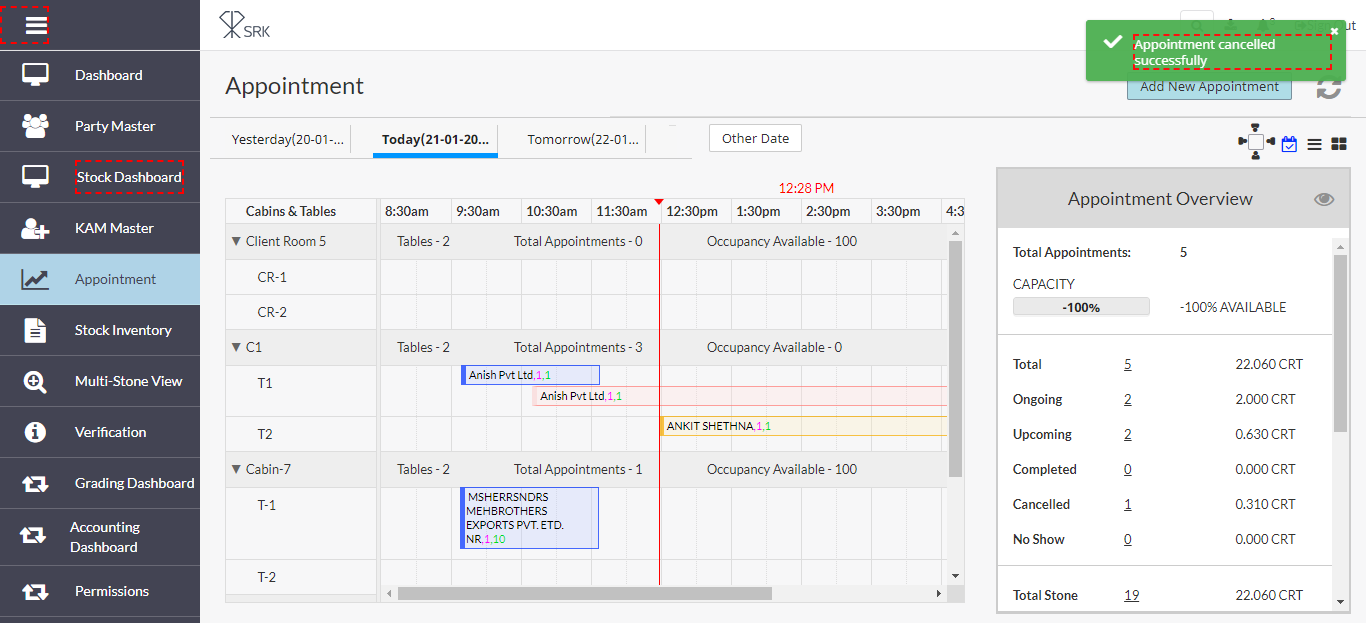 SRK
Appointment cancelled
successfully
Dashboard
Party Master
Stock Dashboard
KAM Master
Appointment
Stock Inventory
Multi-Stone View
Verification
Grading Dashboard
Accounting
Dashboard
Permissions
Appointment
Add New Appointment
Yesterday(20-01-...
Today(21-01-20...
Tomorrow(22-01...
Other Date
12:28 PM
Cabins & Tables 8:30am 9:30am 10:30am 11:30am 12:30pm 1:30pm 2:30pm 3:30pm 4:3
Client Room 5 Tables - 2 Total Appointments - 0 Occupancy Available - 100
CR-1
CR-2
C1 Tables - 2 Total Appointments - 3 Occupancy Available - 0
T1
Anish Pvt Ltd,1,1
Anish Pvt Ltd,1,1
T2
ANKIT SHETHNA,1,1
Cabin-7 Tables - 2 Total Appointments - 1 Occupancy Available - 100
T-1
MSHERRSNDRS
MEHBROTHERS
EXPORTS PVT. ETD.
NR,1,10
T-2
Appointment Overview
Total Appointments: 5
CAPACITY
-100% -100% AVAILABLE
Total 5 22.060 CRT
Ongoing 2 2.000 CRT
Upcoming 2 0.630 CRT
Completed 0 0.000 CRT
Cancelled 1 0.310 CRT
No Show 0 0.000 CRT
Total Stone 19 22.060 CRT